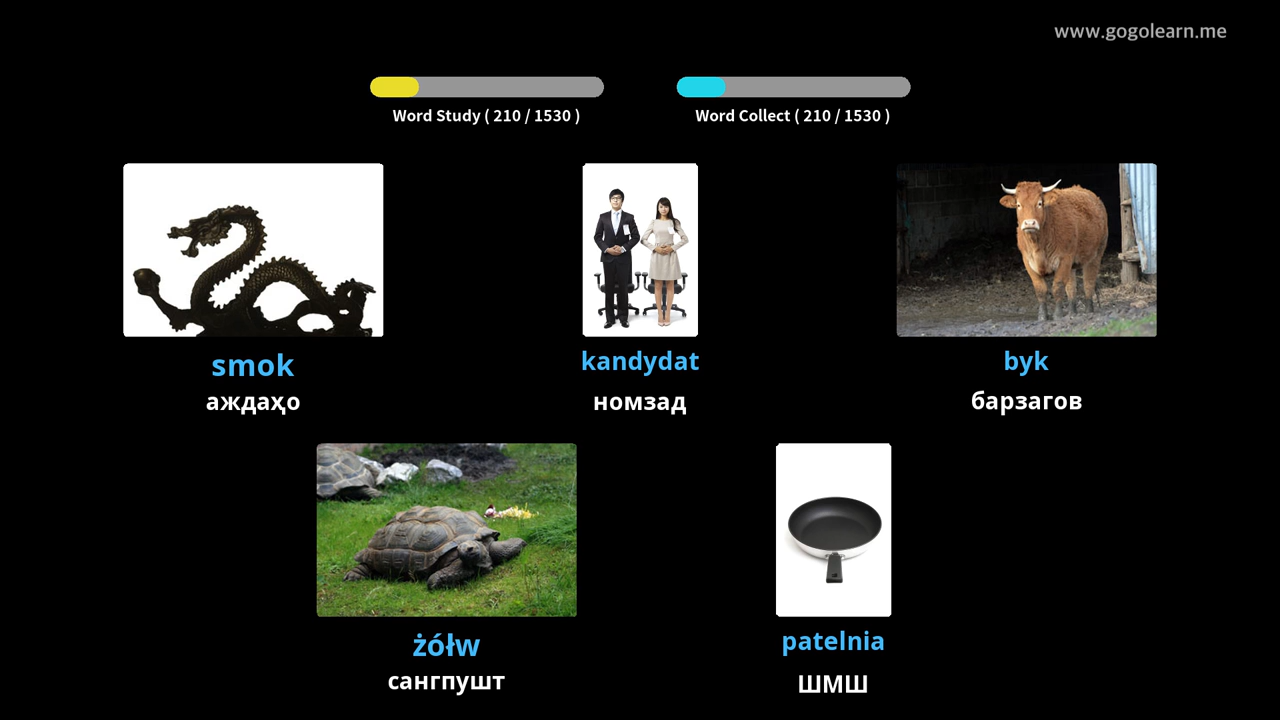 www.gogolearn.me
Word Study ( 210 / 1530 )
Word Collect ( 210 / 1530 )
smok
аждаҳо
kandydat
номзад
byk
барзагов
żółw
сангпушт
patelnia
ШМШ